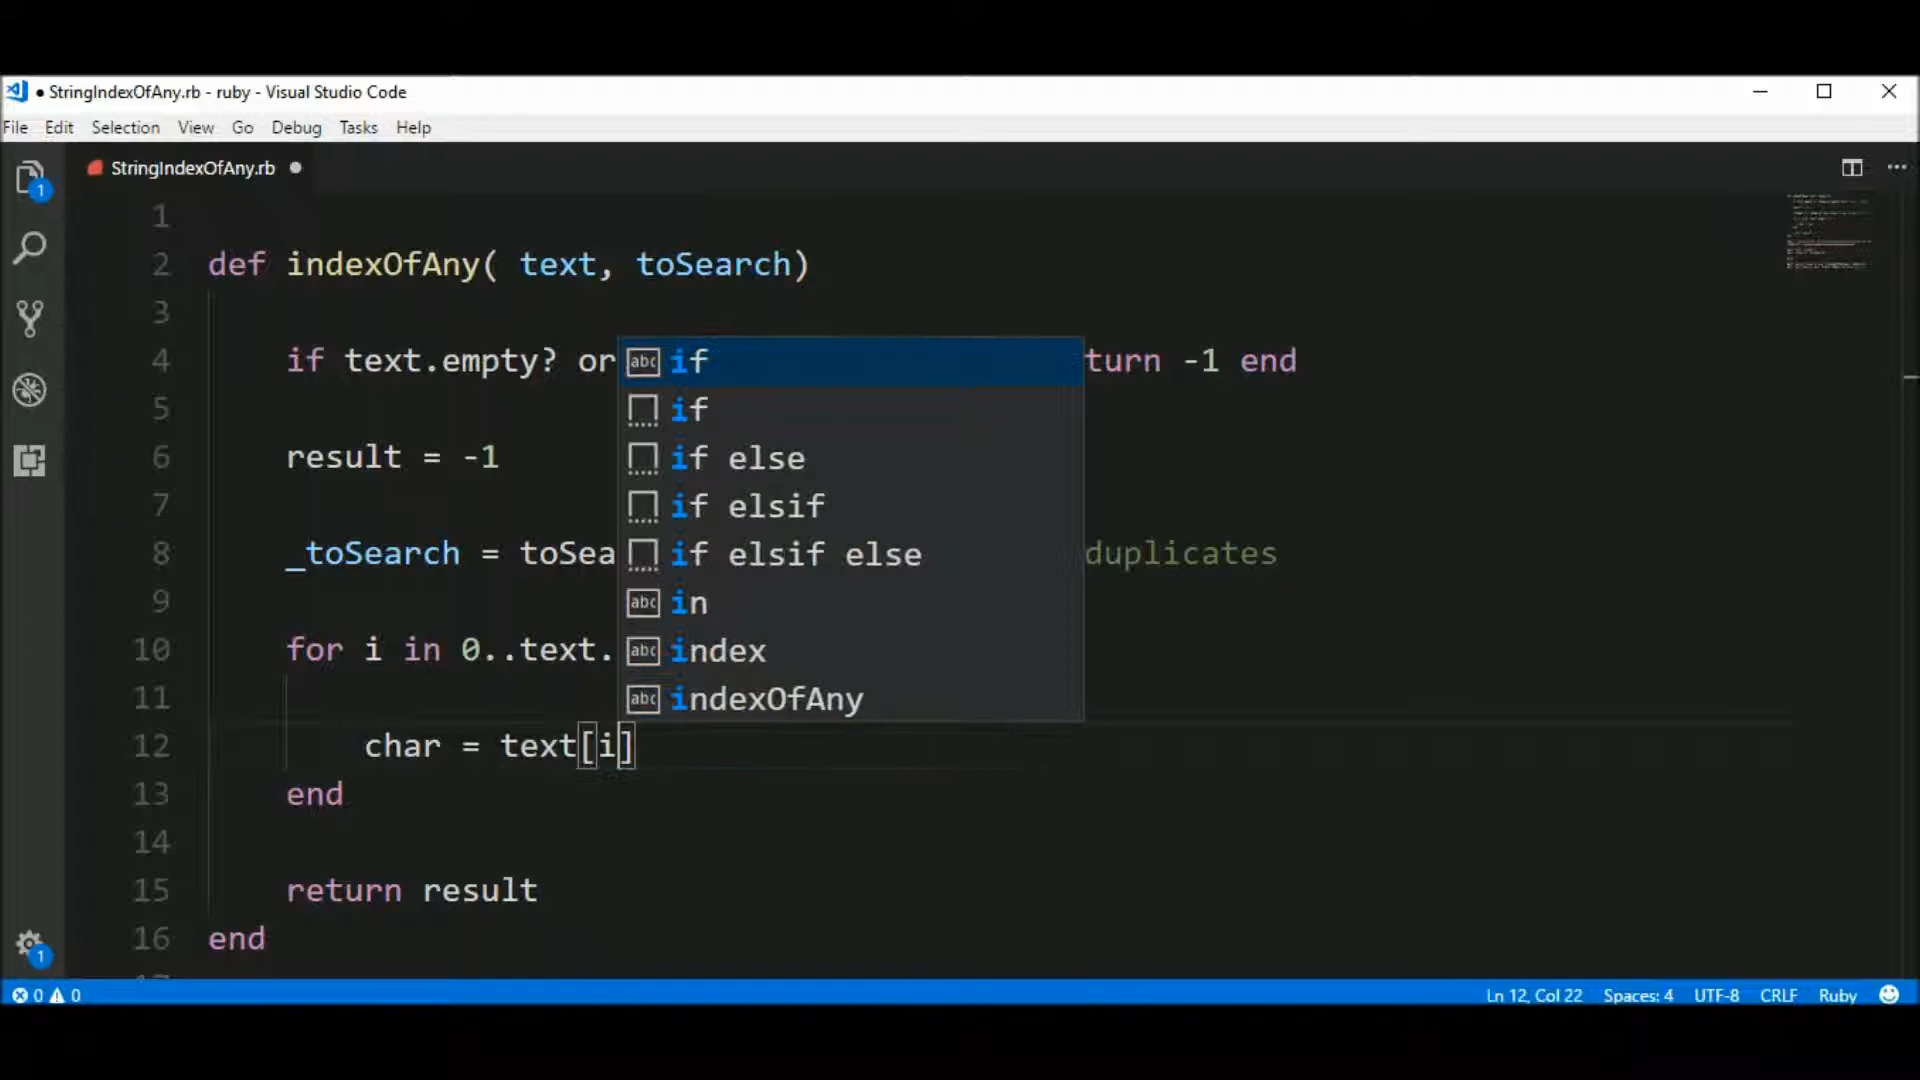 ● StringIndexOfAny.rb - ruby - Visual Studio Code
File Edit Selection View Go Debug Tasks Help
StringIndexOfAny.rb ●
1
2 def indexOfAny( text, toSearch)
3
4 if text.empty? or turn -1 end
5
6 result = -1
7
8 _toSearch = toSea duplicates
9
10 for i in 0..text.
11
12 char = text[i]
13 end
14
15 return result
16 end
abc if
if
if else
if elsif
if elsif else
abc in
abc index
abc indexOfAny
1
1
0 0 Ln 12, Col 22 Spaces: 4 UTF-8 CRLF Ruby